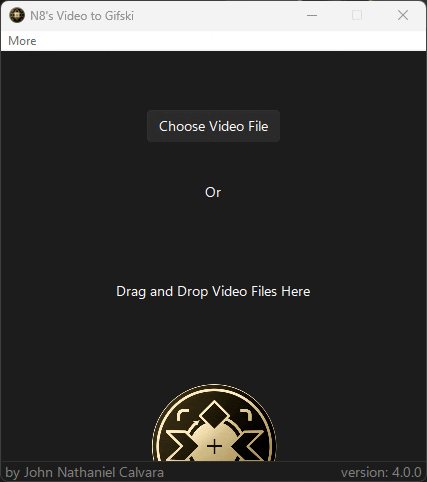 N8's Video to Gifski
More
Choose Video File
Or
Drag and Drop Video Files Here
by John Nathaniel Calvara
version: 4.0.0